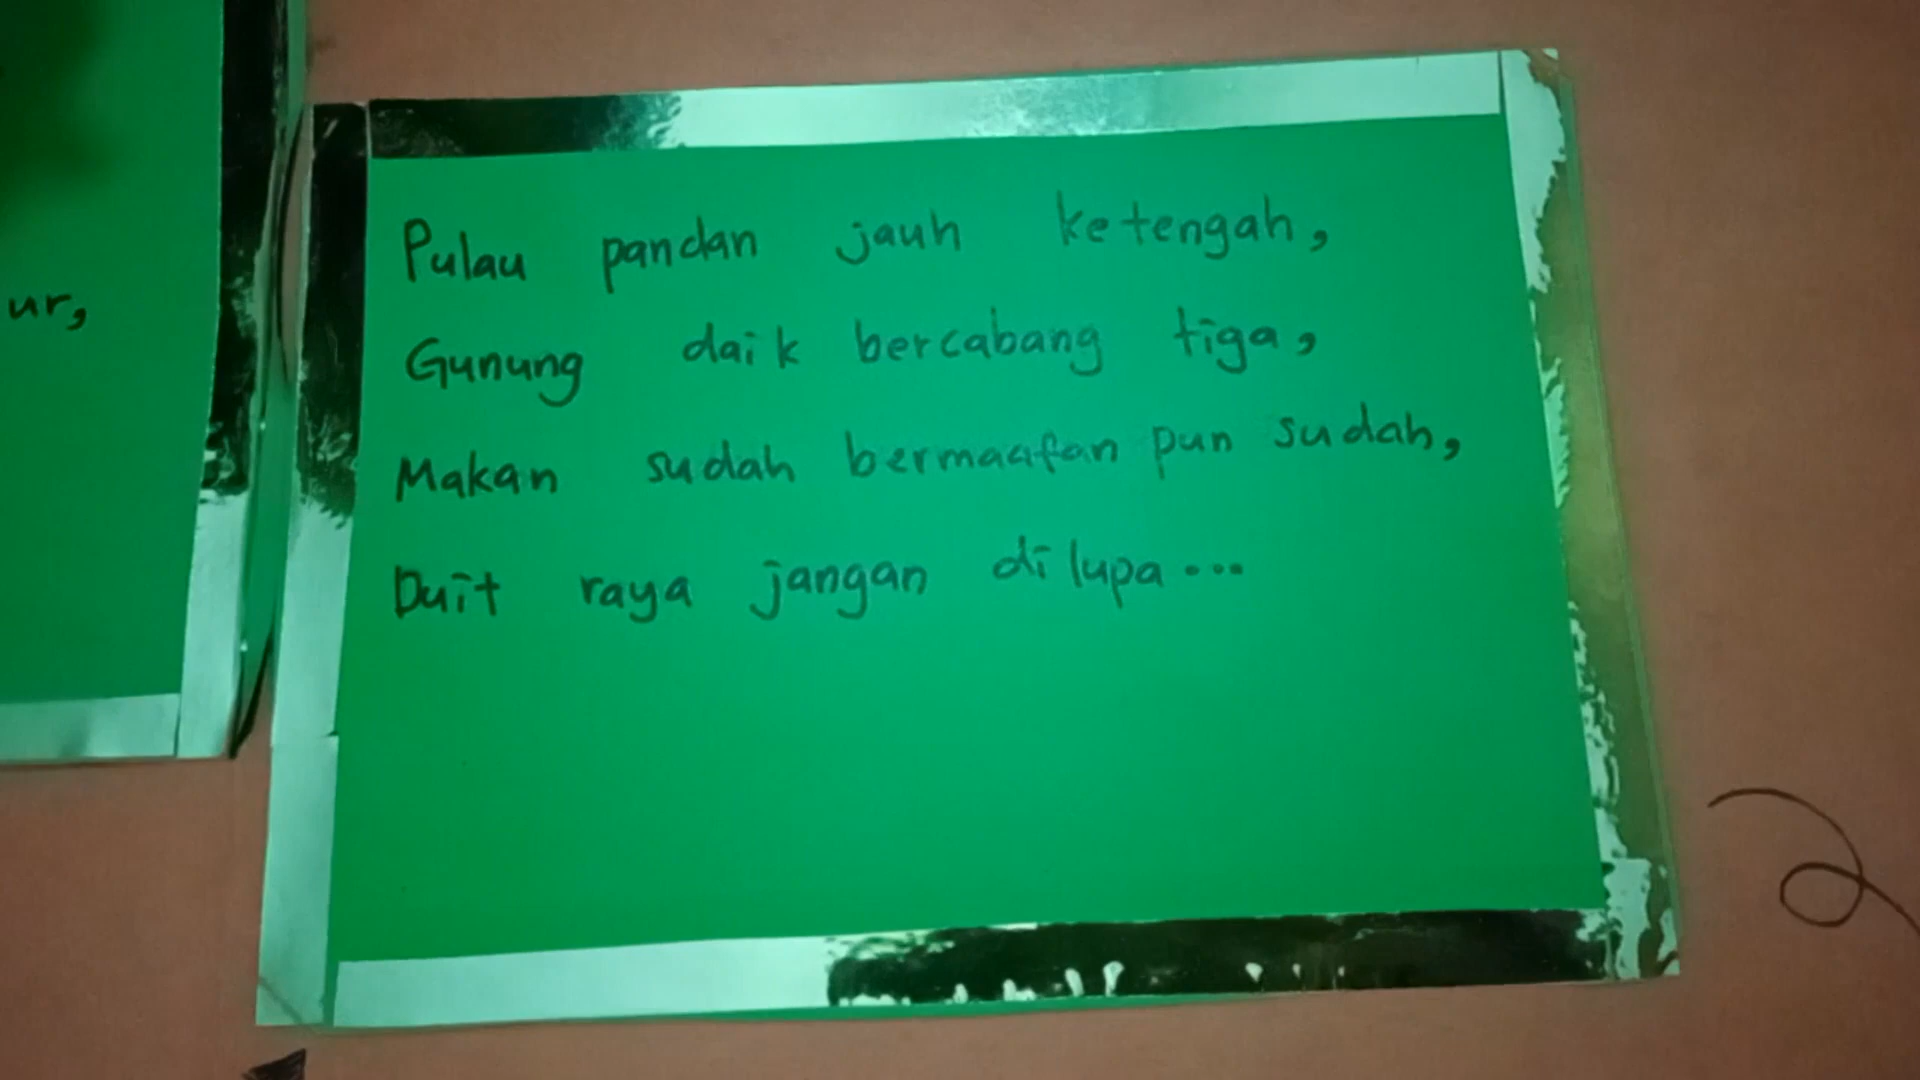 ur,
Pulau pandan jauh ketengah,
Gunung daik bercabang tiga,
Makan sudah bermaafan pun sudah,
Duit raya jangan dilupa...